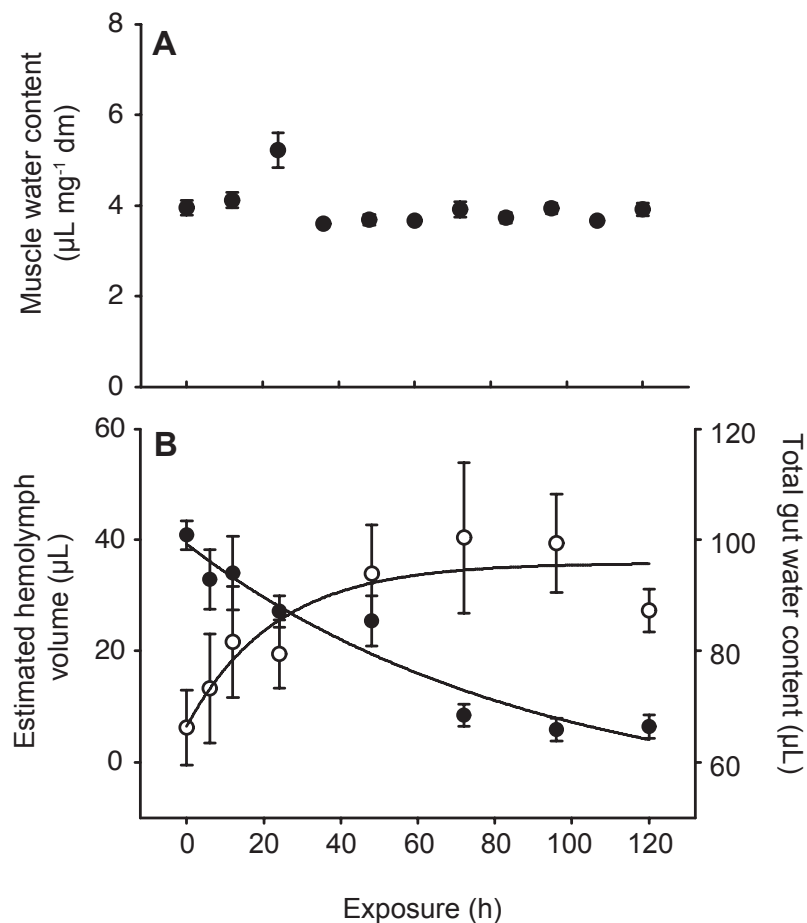 A
Muscle water content
(µL mg⁻¹ dm)
8
6
4
2
0
B
Estimated hemolymph
volume (µL)
60
40
20
0
Total gut water content (µL)
120
100
80
60
0 20 40 60 80 100 120
Exposure (h)